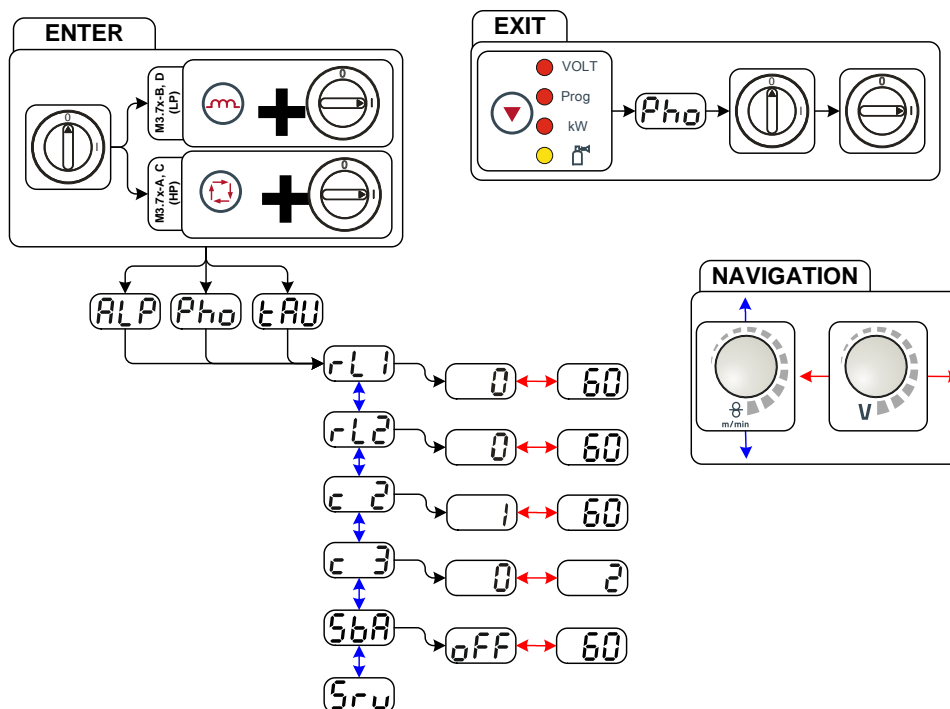 ENTER
0
I
M3.7x-B, D
(LP)
0
I
M3.7x-A, C
(HP)
0
I
EXIT
VOLT
Prog
kW
Pho
0
I
0
I
ALP
Pho
tAU
NAVIGATION
m/min
V
rL1
0
60
rL2
0
60
c 2
1
60
c 3
0
2
SbA
oFF
60
Srv